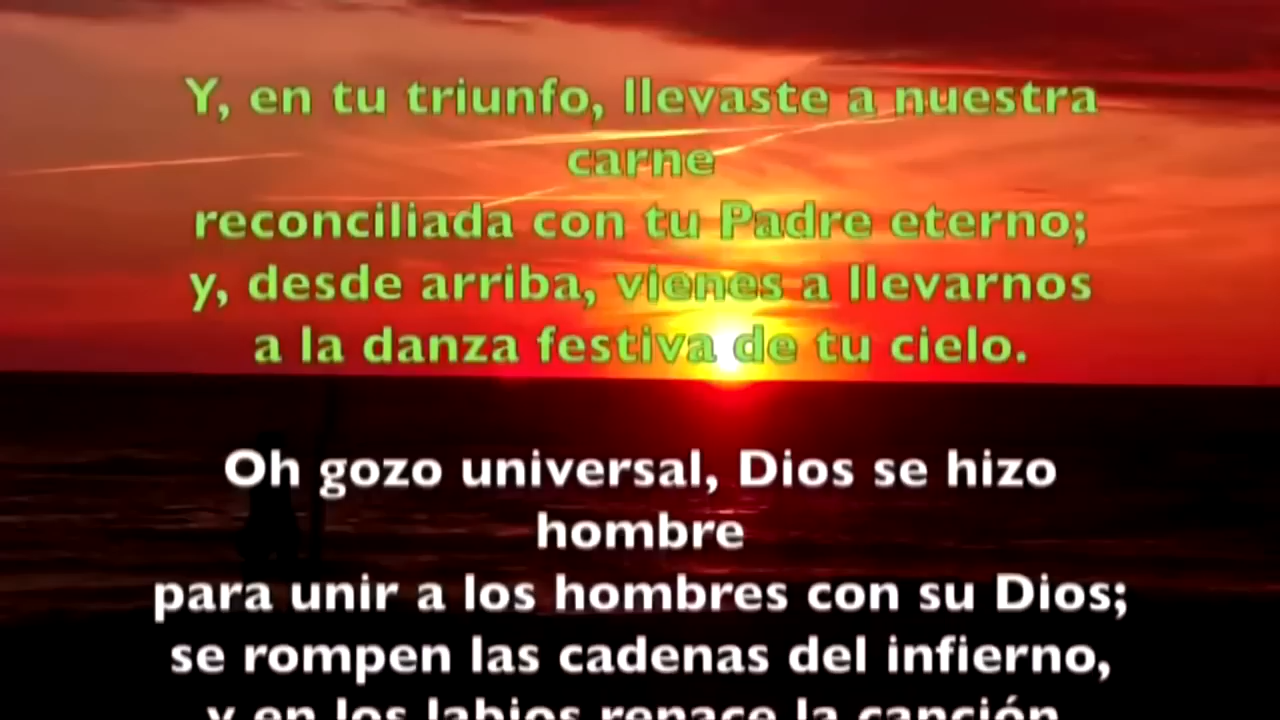 Y, en tu triunfo, llevaste a nuestra
carne
reconciliada con tu Padre eterno;
y, desde arriba, vienes a llevarnos
a la danza festiva de tu cielo.
Oh gozo universal, Dios se hizo
hombre
para unir a los hombres con su Dios;
se rompen las cadenas del infierno,
y en los labios renace la canción.